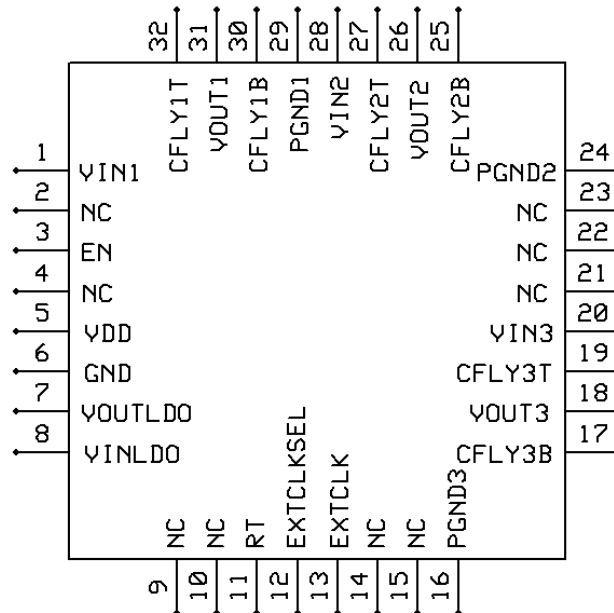 32 31 30 29 28 27 26 25
CFLY1T VOUT1 CFLY1B PGND1 VIN2 CFLY2T VOUT2 CFLY2B
1 VIN1 PGND2 24
2 NC NC 23
3 EN NC 22
4 NC NC 21
5 VDD VIN3 20
6 GND CFLY3T 19
7 VOUTLDO VOUT3 18
8 VINLDO CFLY3B 17
NC NC RT EXTCLKSEL EXTCLK NC NC PGND3
9 10 11 12 13 14 15 16